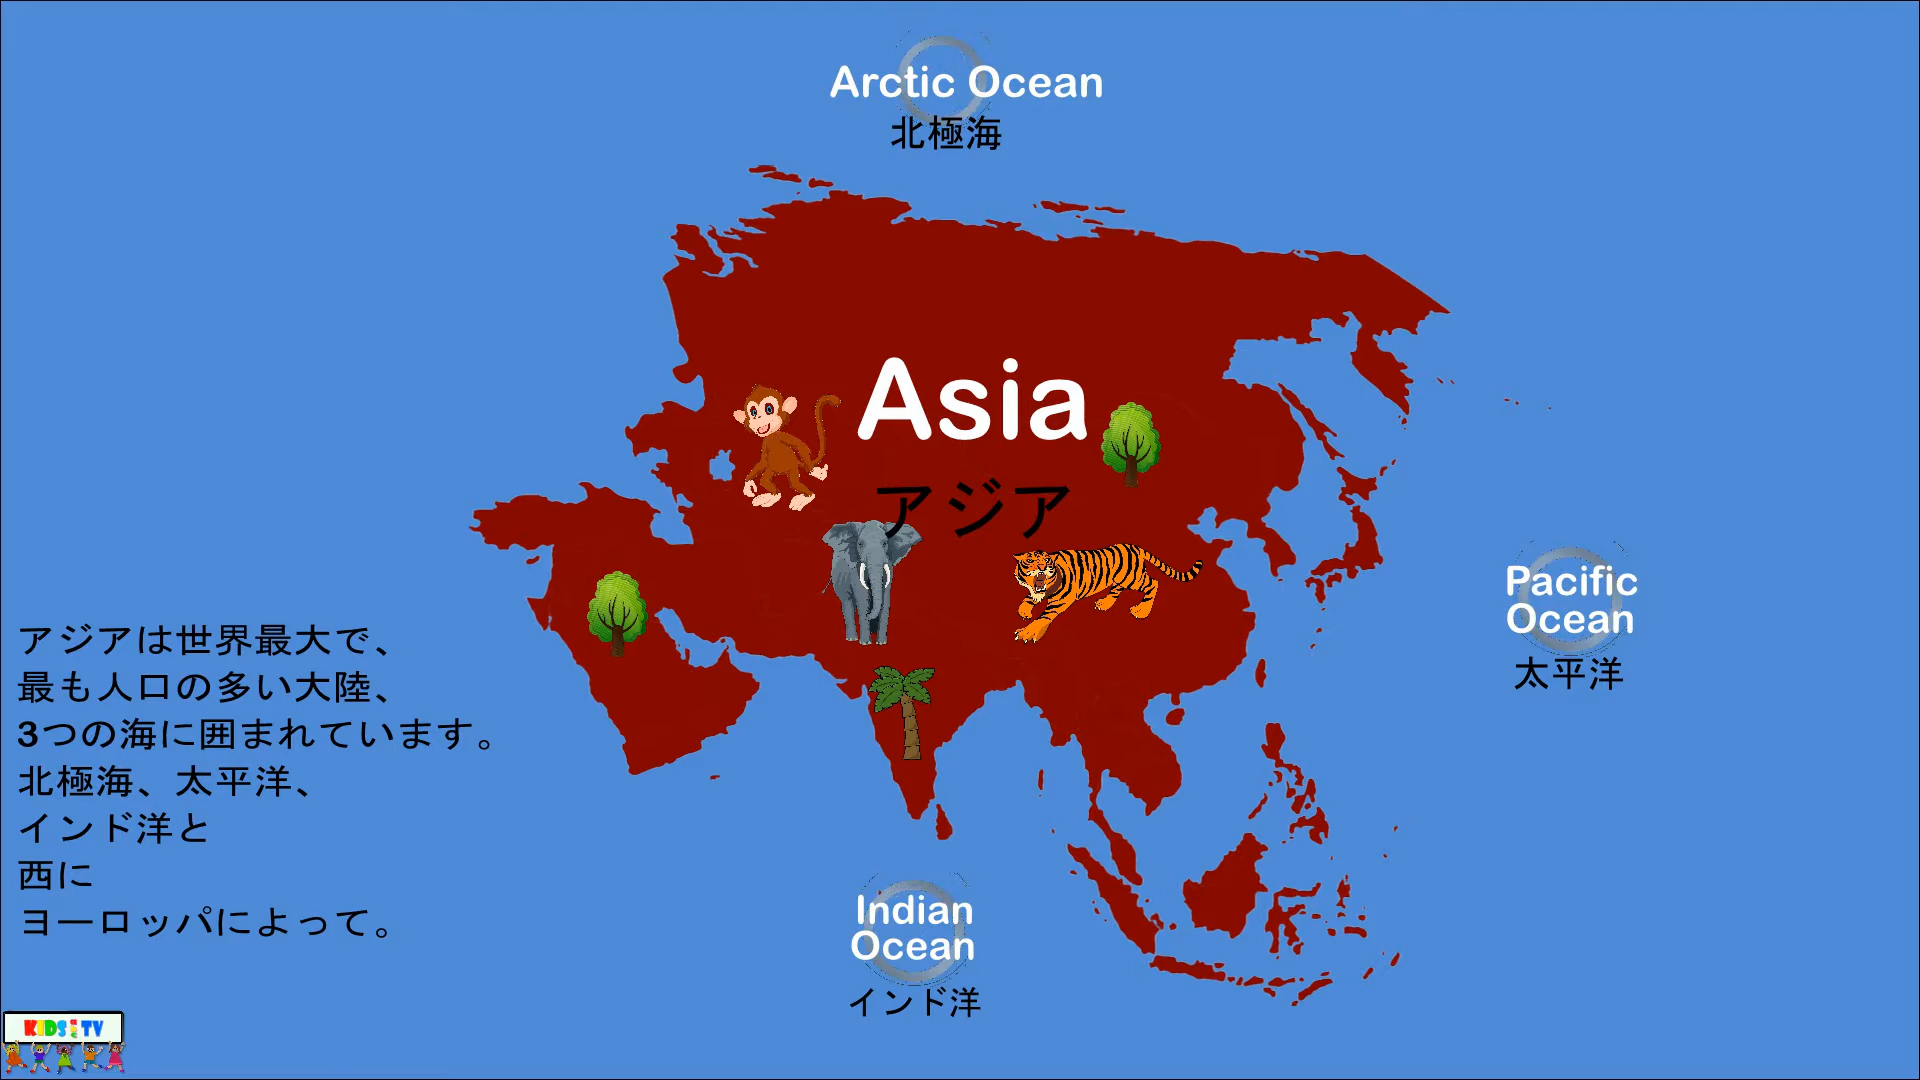 Arctic Ocean
北極海
Asia
アジア
Pacific
Ocean
太平洋
アジアは世界最大で、
最も人口の多い大陸、
3つの海に囲まれています。
北極海、太平洋、
インド洋と
西に
ヨーロッパによって。
Indian
Ocean
インド洋
KIDS TV